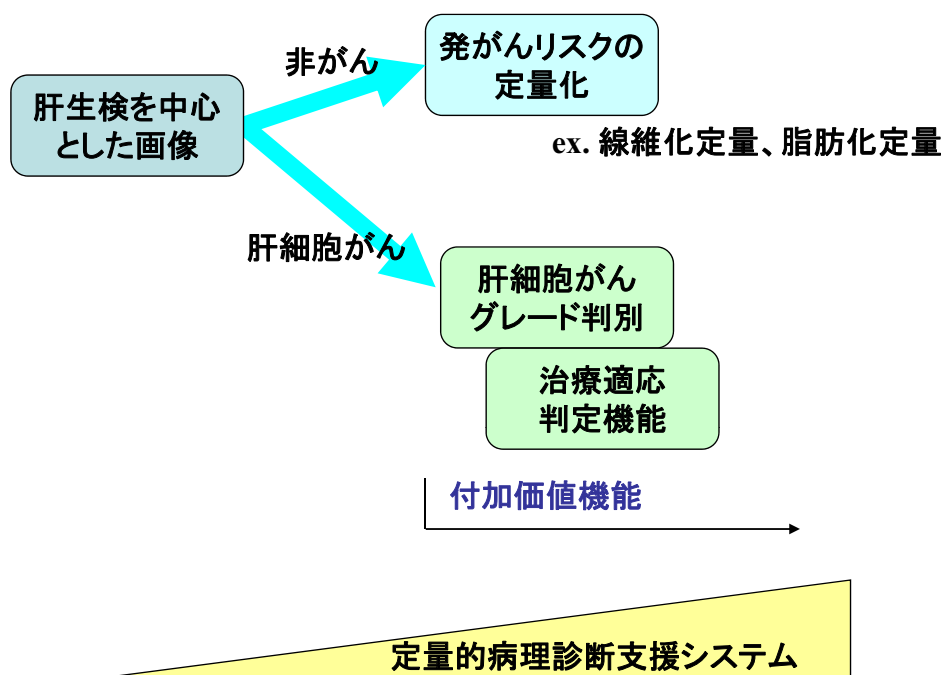 肝生検を中心
とした画像
非がん
発がんリスクの
定量化
ex. 線維化定量、脂肪化定量
肝細胞がん
肝細胞がん
グレード判別
治療適応
判定機能
付加価値機能
定量的病理診断支援システム